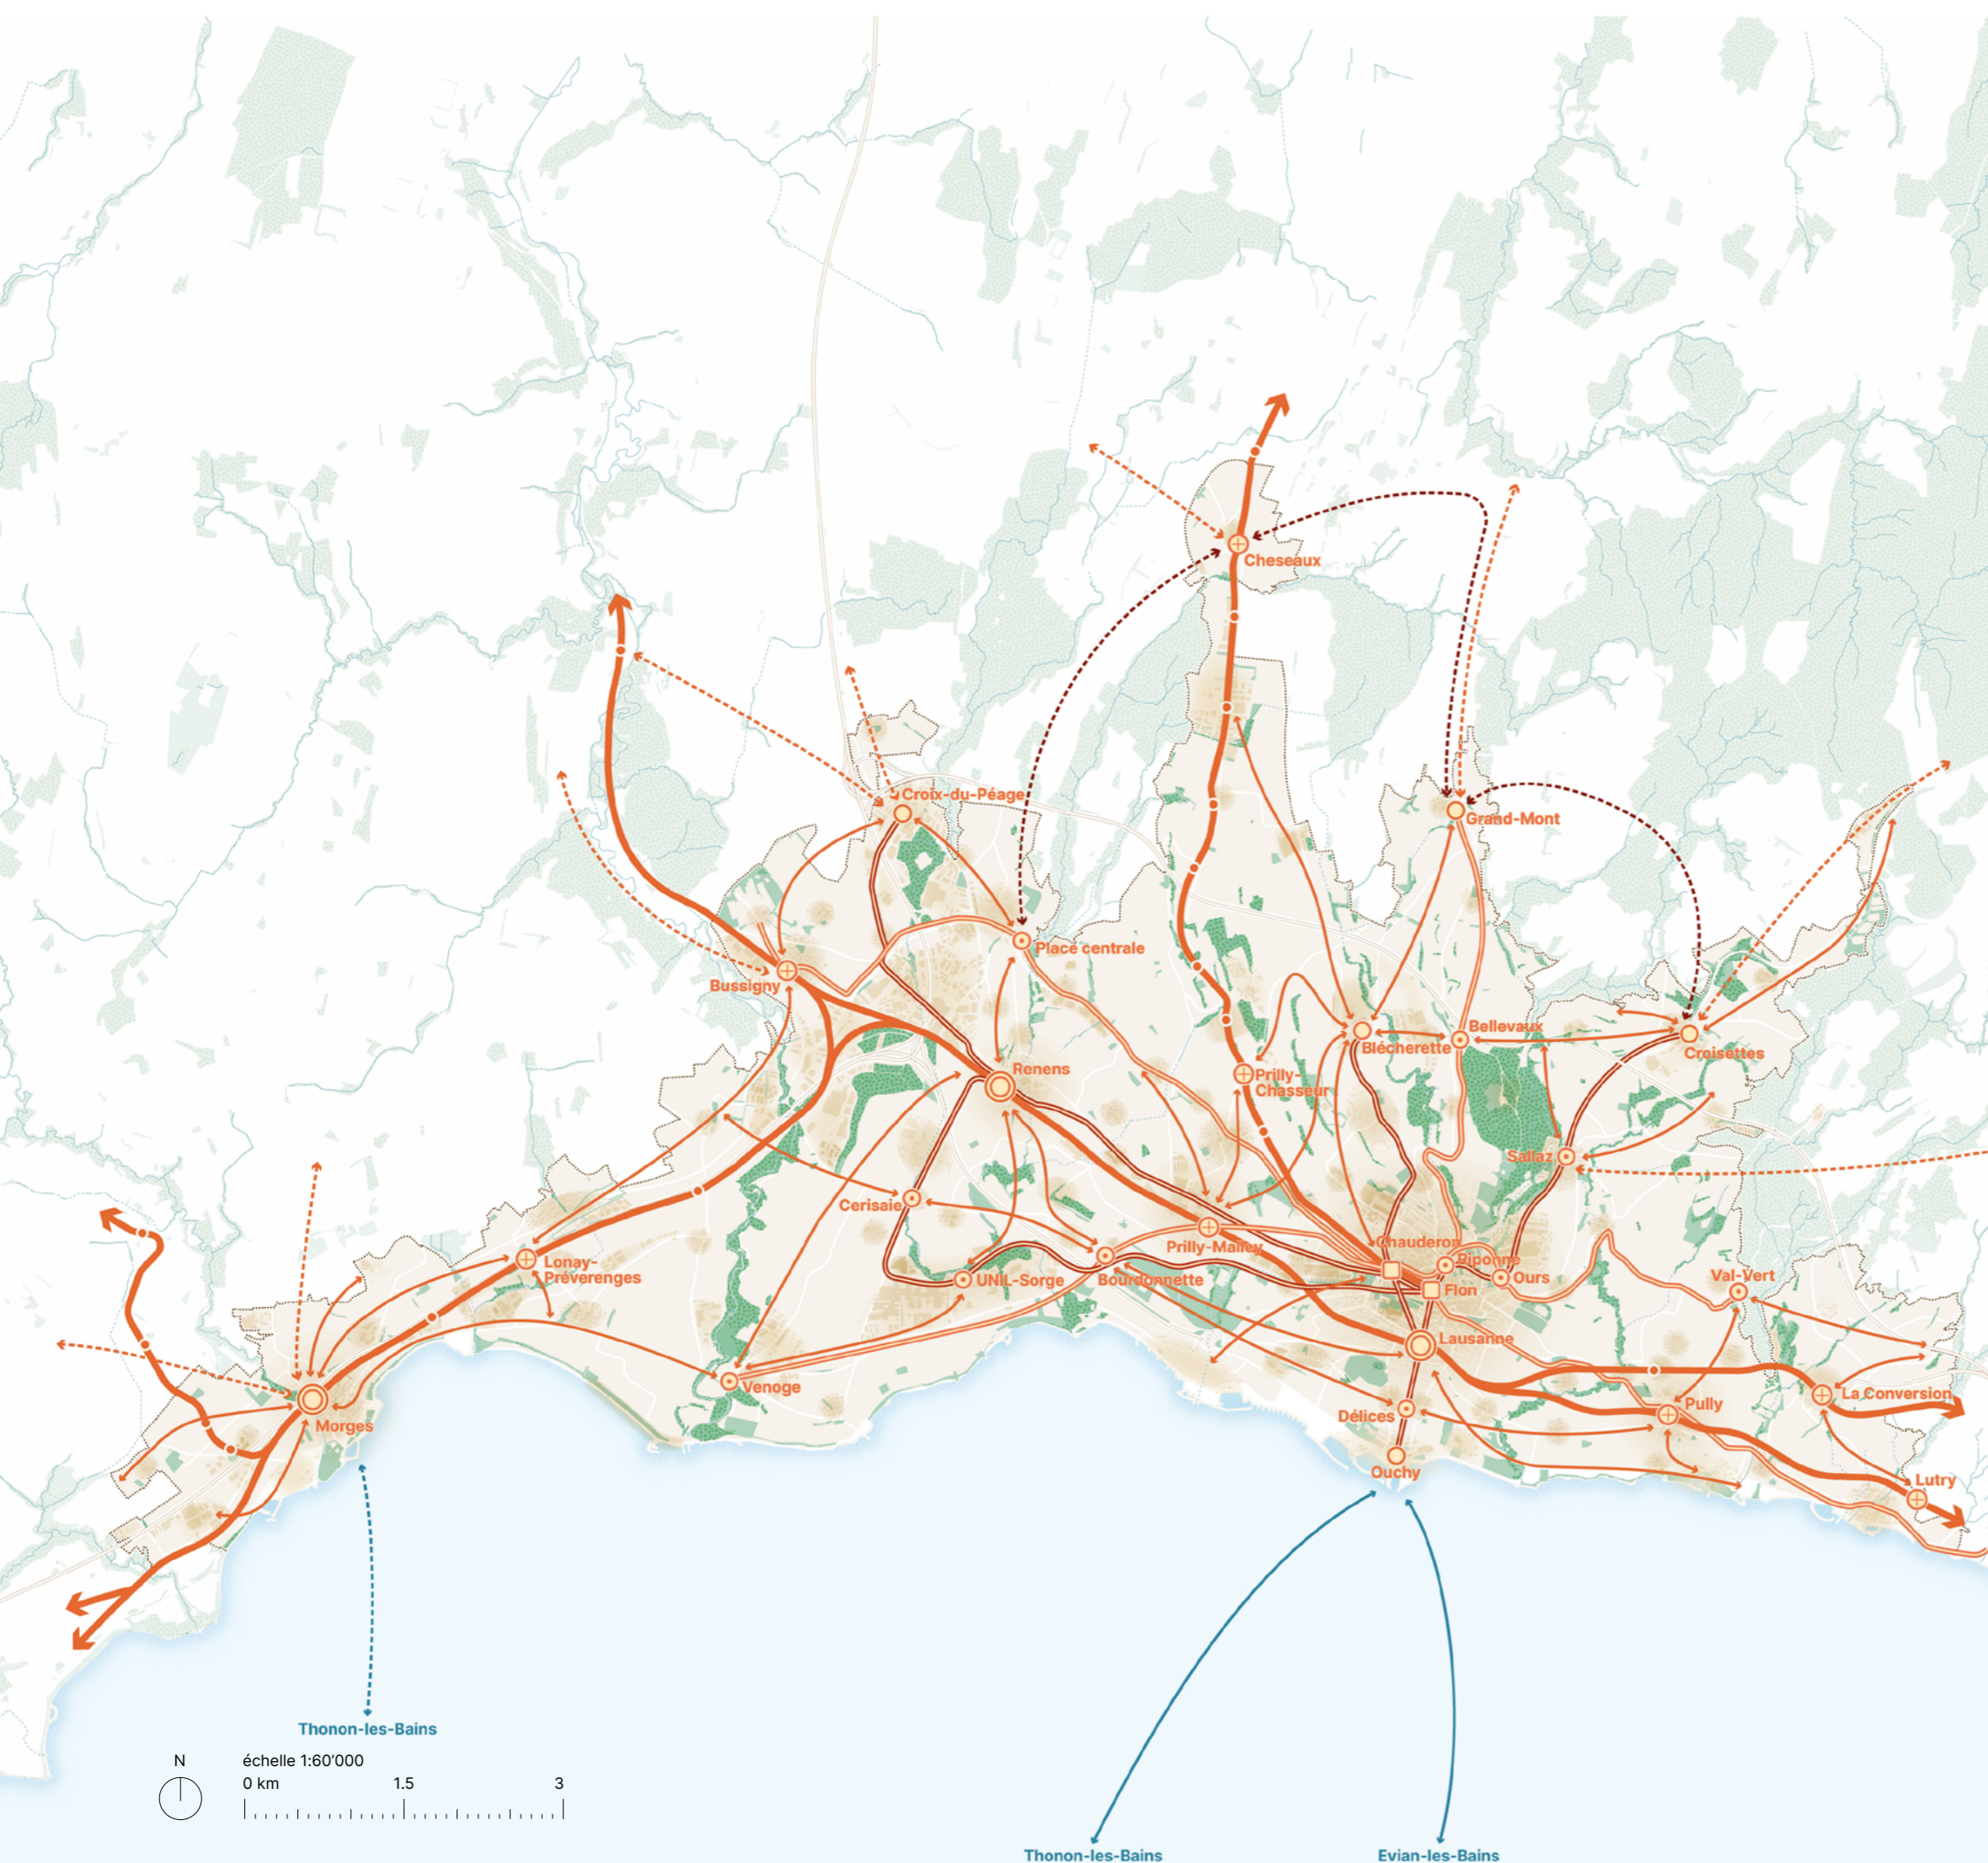 Cheseaux
Croix-du-Péage
Grand-Mont
Place centrale
Bussigny
Bellevaux
Blécherette
Croisettes
Renens
Prilly-
Chasseur
Sallaz
Cerisaie
Chauderon
Prilly-Malley
Riponne
Lonay-
Préverenges
UNIL-Sorge
Bourdonnette
Ours
Val-Vert
Flon
Lausanne
Venoge
La Conversion
Pully
Délices
Morges
Ouchy
Lutry
Thonon-les-Bains
N
échelle 1:60’000
0 km 1.5 3
Thonon-les-Bains
Evian-les-Bains